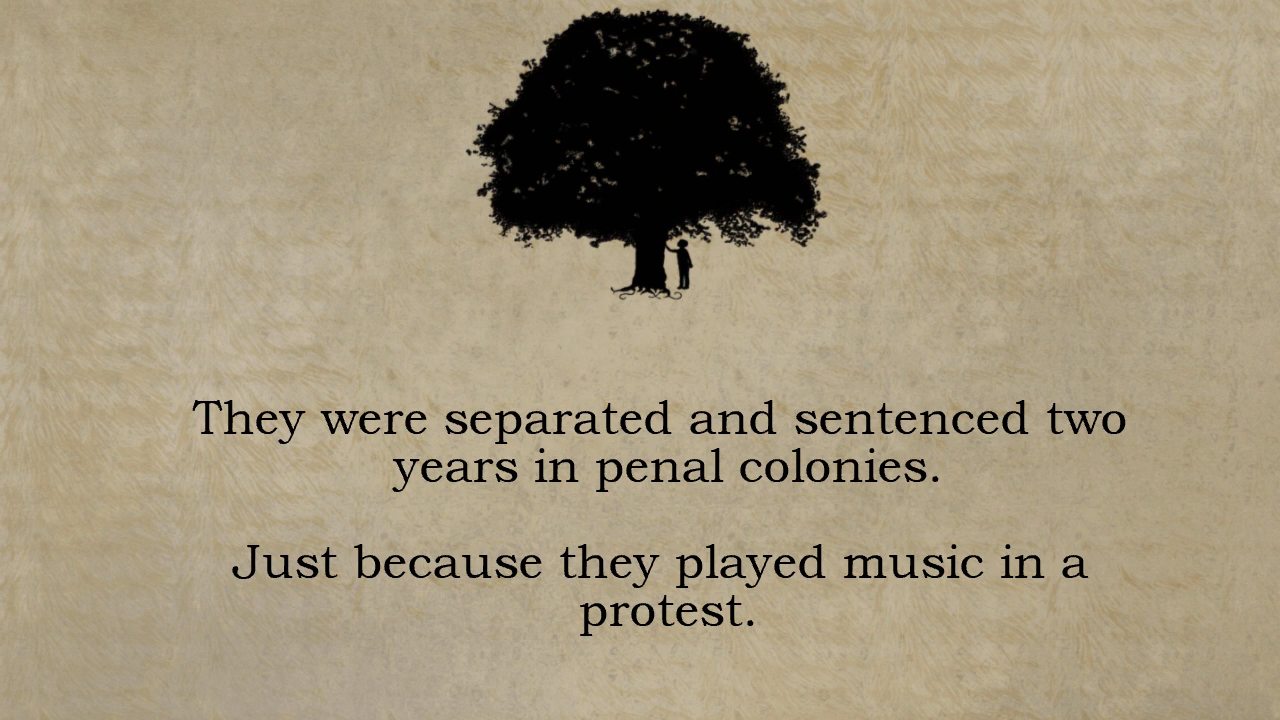 They were separated and sentenced two
years in penal colonies.
Just because they played music in a
protest.